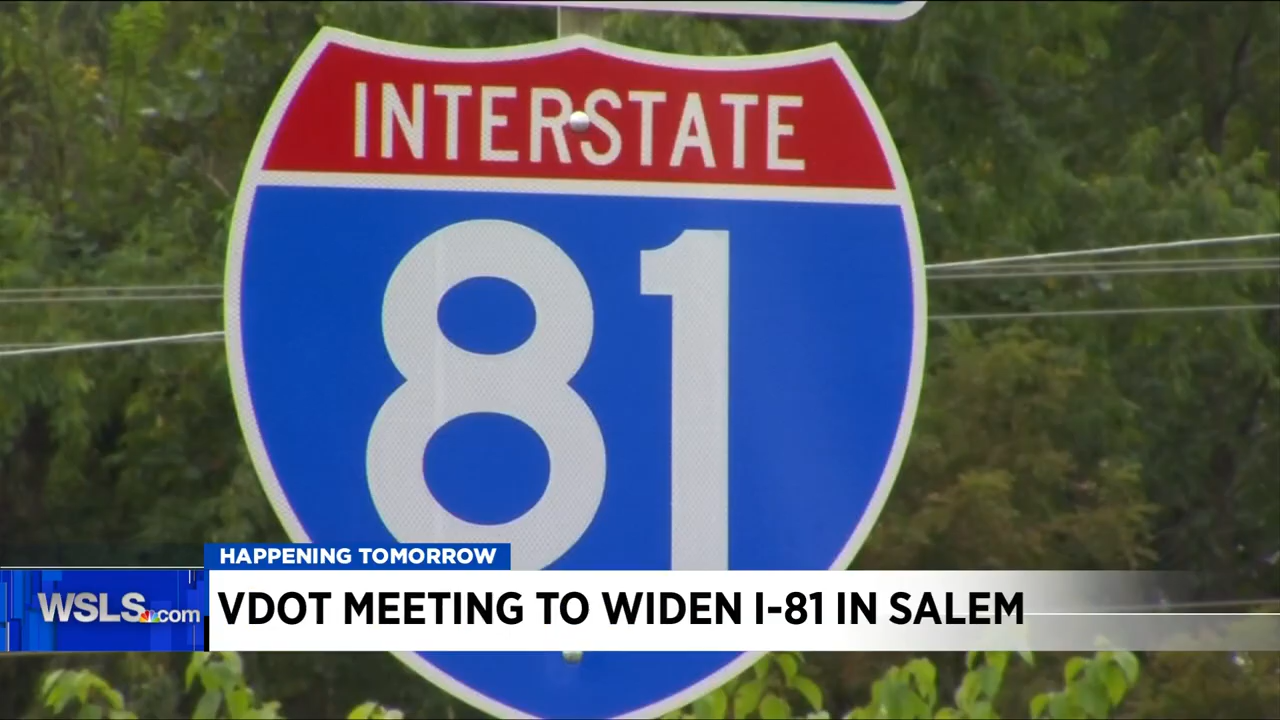 INTERSTATE
81
HAPPENING TOMORROW
WSLS.com
VDOT MEETING TO WIDEN I-81 IN SALEM